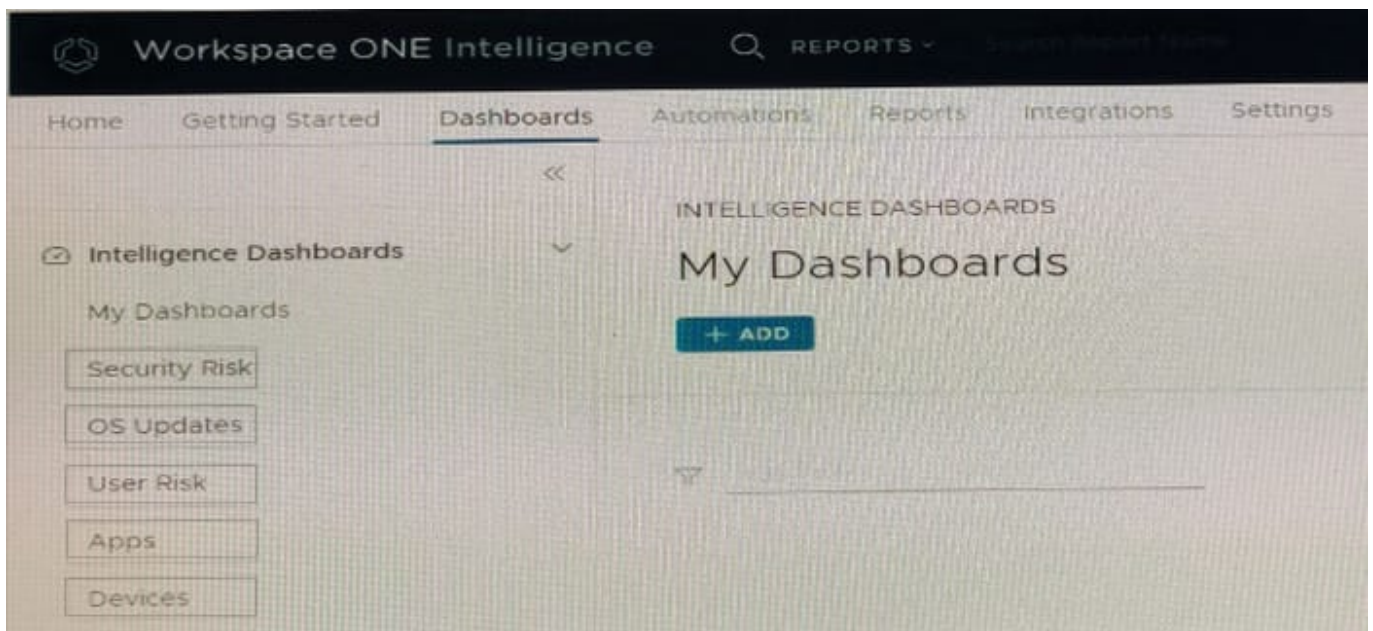 Workspace ONE Intelligence REPORTS
Home Getting Started Dashboards Automations Reports Integrations Settings
INTELLIGENCE DASHBOARDS
My Dashboards
+ ADD
Intelligence Dashboards
My Dashboards
Security Risk
OS Updates
User Risk
Apps
Devices